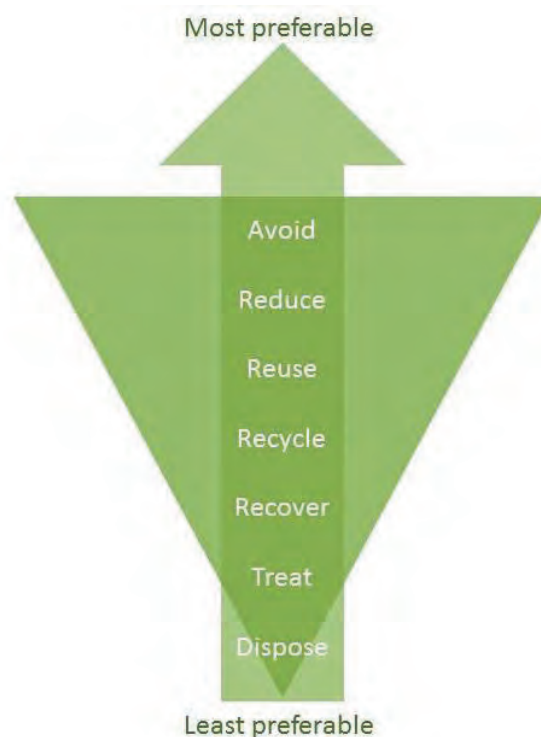 Most preferable
Avoid
Reduce
Reuse
Recycle
Recover
Treat
Dispose
Least preferable